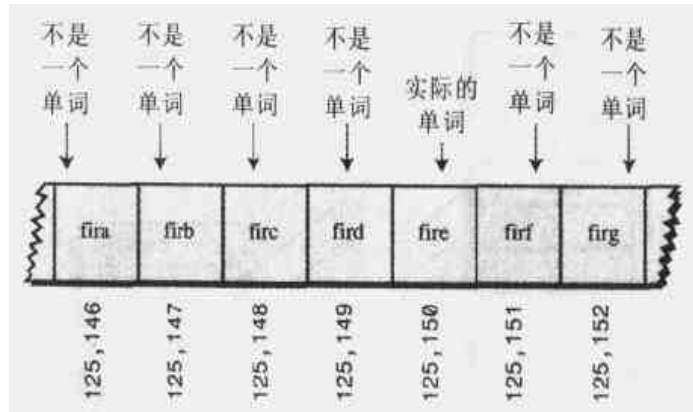 不是
一个
单词
不是
一个
单词
不是
一个
单词
不是
一个
单词
实际的
单词
不是
一个
单词
不是
一个
单词
fira
firb
firc
fird
fire
firf
firg
125,146
125,147
125,148
125,149
125,150
125,151
125,152